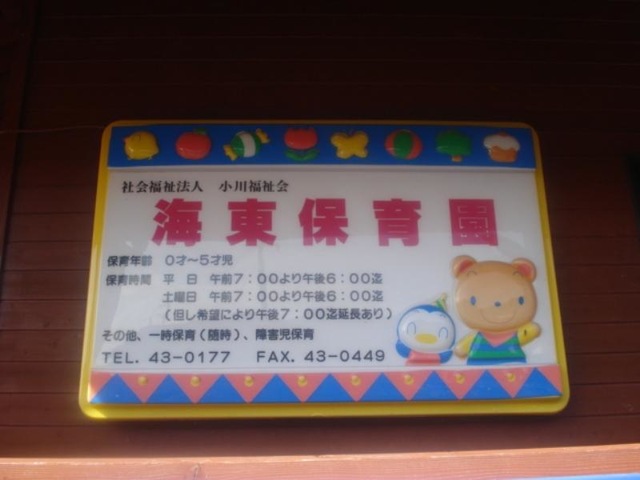 社会福祉法人　小川福祉会
海東保育園
保育年齢　0才～5才児
保育時間　平　日　午前7：00より午後6：00迄
土曜日　午前7：00より午後6：00迄
（但し希望により午後7：00迄延長あり）
その他、一時保育（随時）、障害児保育
TEL. 43-0177　FAX. 43-0449